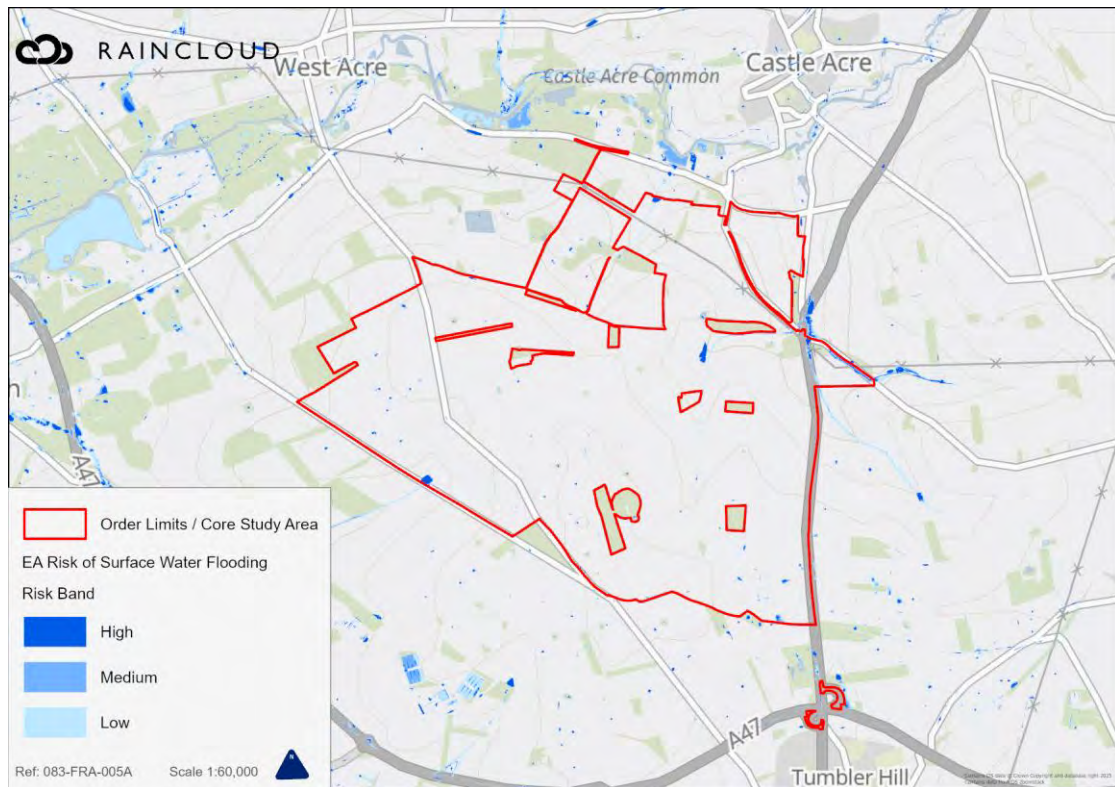 RAINCLOUD
West Acre
Castle Acre Common
Castle Acre
n
A47
Order Limits / Core Study Area
EA Risk of Surface Water Flooding
Risk Band
High
Medium
Low
Ref: 083-FRA-005A
Scale 1:60,000
N
A47
Tumbler Hill